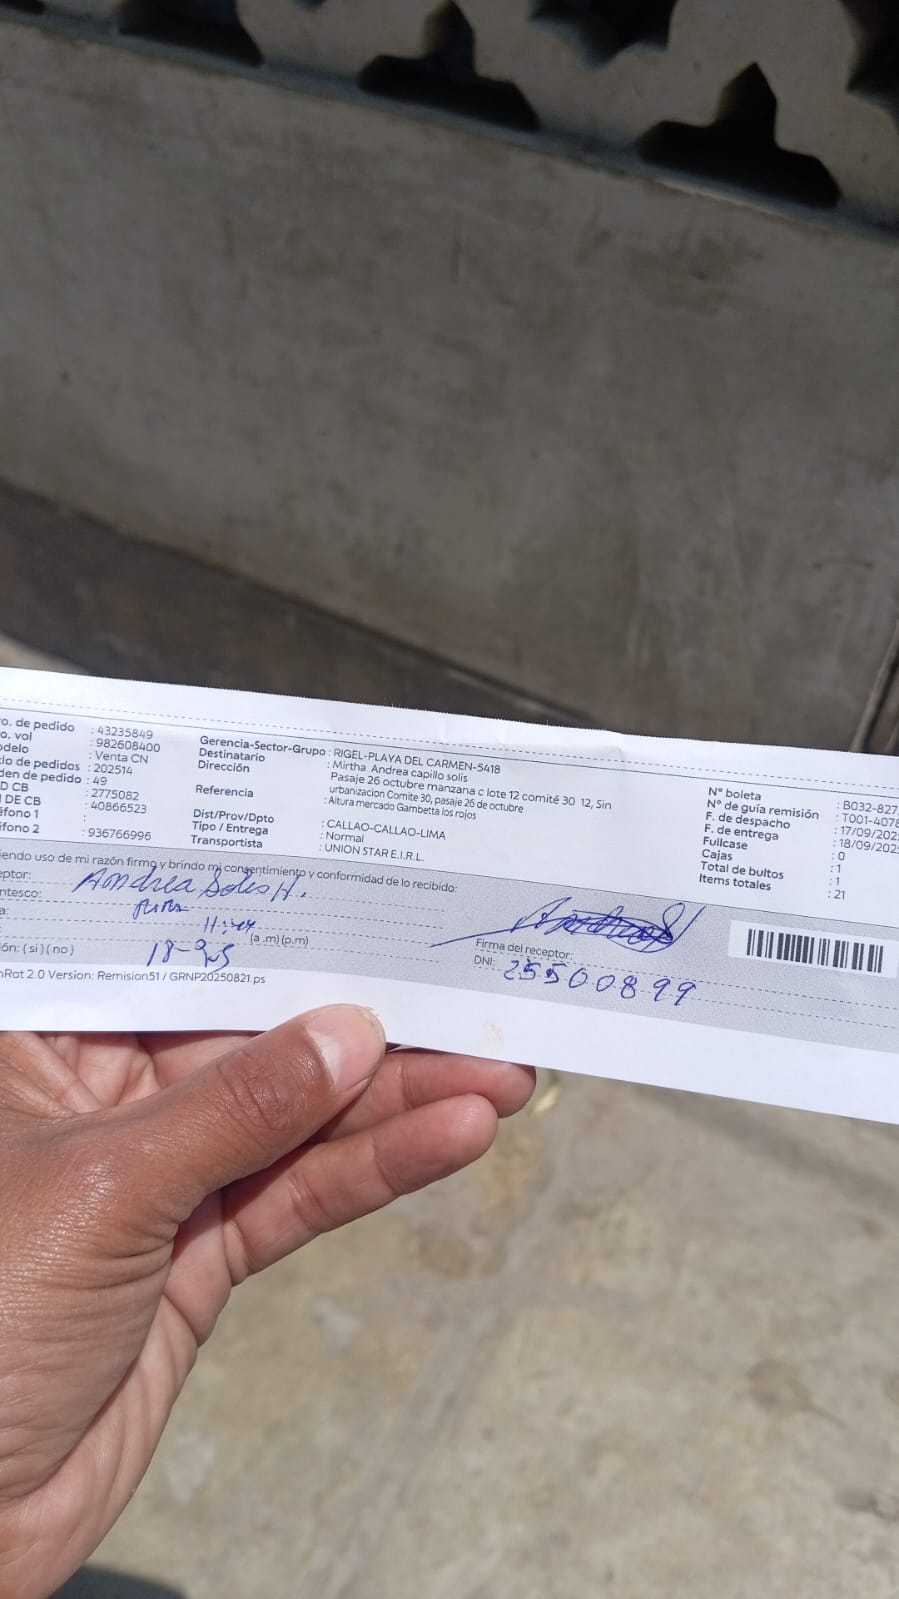 ro. de pedido : 43235849
o. vol : 982608400
odelo : Venta CN
clo de pedidos : 202514
den de pedido : 49
D CB : 2775082
I DE CB : 40866523
éfono 1 :
éfono 2 : 936766996
Gerencia-Sector-Grupo : RIGEL-PLAYA DEL CARMEN-5418
Destinatario : Mirtha Andrea capillo solis
Dirección : Pasaje 26 octubre manzana c lote 12 comité 30 12, Sin
urbanizacion Comite 30, pasaje 26 de octubre
Referencia : Altura mercado Gambetta los rojos
Dist/Prov/Dpto : CALLAO-CALLAO-LIMA
Tipo / Entrega : Normal
Transportista : UNION STAR E.I.R.L.
N° boleta : B032-827
N° de guía remisión : T001-4078
F. de despacho : 17/09/202
F. de entrega : 18/09/202
Fullcase : 0
Cajas : 1
Total de bultos : 1
Items totales : 21
iendo uso de mi razón firmo y brindo mi consentimiento y conformidad de lo recibido:
eptor: Andrea Solis H.
entesco:
a: (a .m) (p.m)
ión: ( si ) ( no ) 18-9-25
Firma del receptor:
DNI: 25500899
nRot 2.0 Version: Remision51 / GRNP20250821.ps